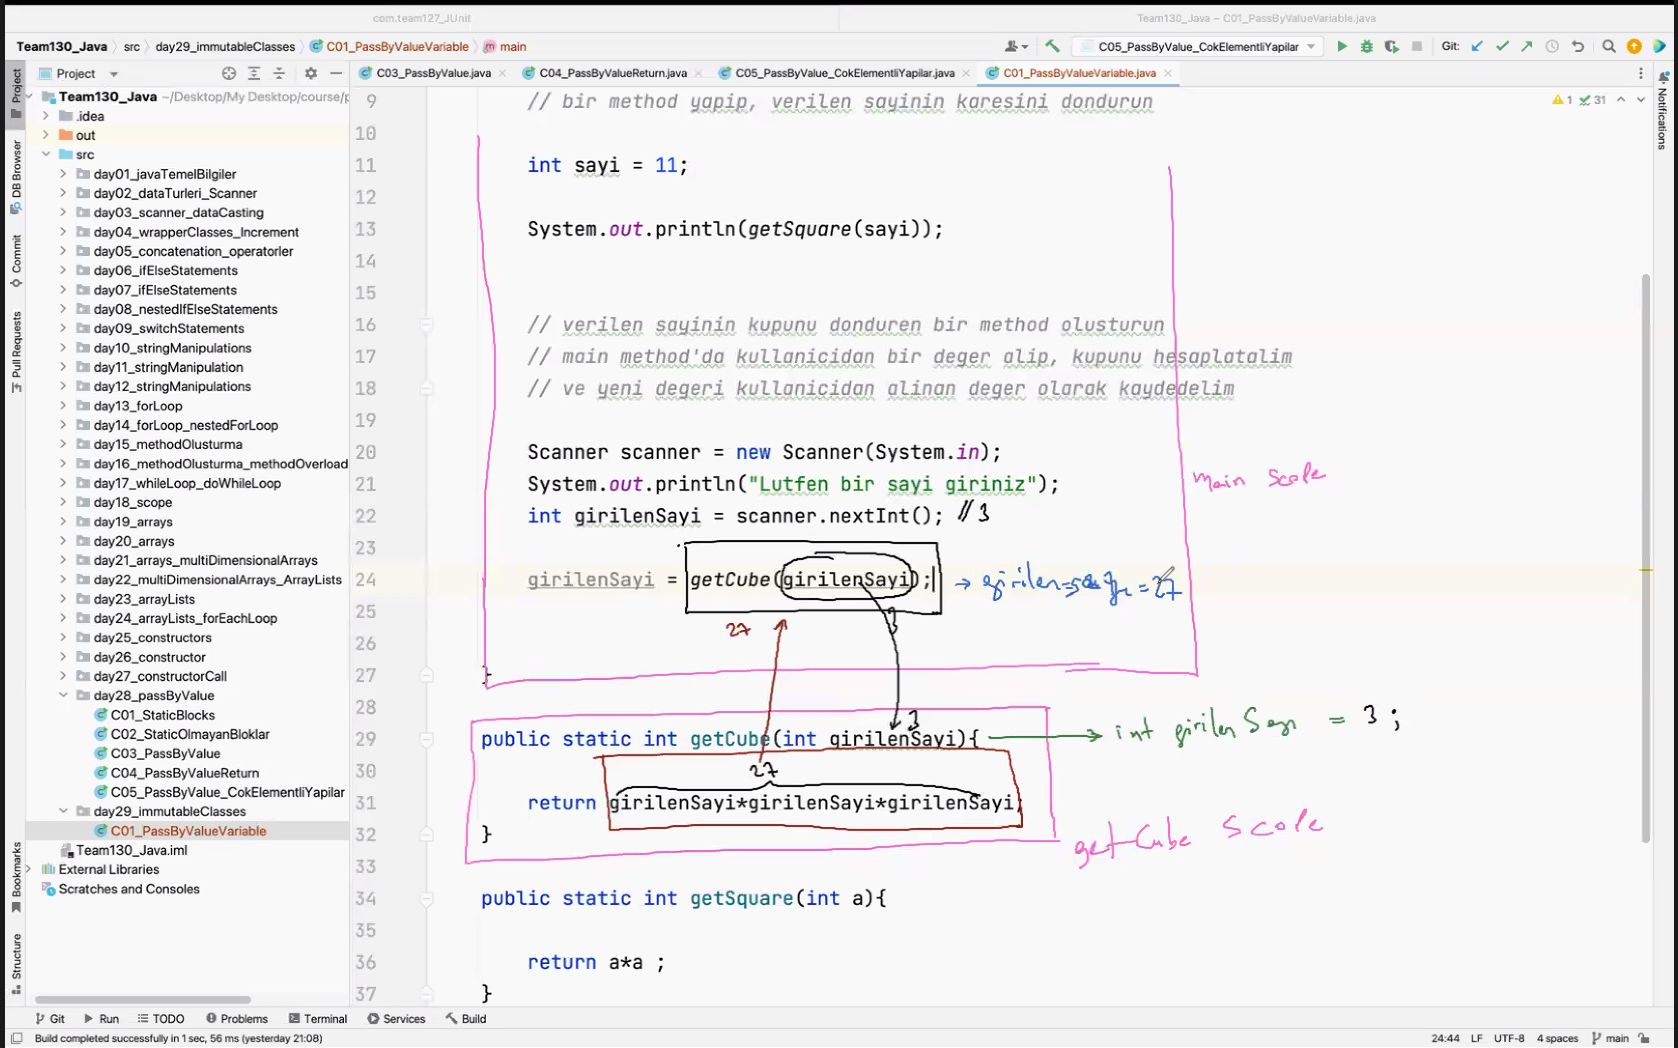 com.team127_JUnit
Team130_Java – C01_PassByValueVariable.java
Team130_Java
src
day29_immutableClasses
C01_PassByValueVariable
main
C05_PassByValue_CokElementliYapilar
Git:
Project
C03_PassByValue.java
C04_PassByValueReturn.java
C05_PassByValue_CokElementliYapilar.java
C01_PassByValueVariable.java
Project
DB Browser
Commit
Pull Requests
Bookmarks
Structure
Notifications
Team130_Java ~/Desktop/My Desktop/course/p
.idea
out
src
day01_javaTemelBilgiler
day02_dataTurleri_Scanner
day03_scanner_dataCasting
day04_wrapperClasses_Increment
day05_concatenation_operatorler
day06_ifElseStatements
day07_ifElseStatements
day08_nestedIfElseStatements
day09_switchStatements
day10_stringManipulations
day11_stringManipulation
day12_stringManipulations
day13_forLoop
day14_forLoop_nestedForLoop
day15_methodOlusturma
day16_methodOlusturma_methodOverload
day17_whileLoop_doWhileLoop
day18_scope
day19_arrays
day20_arrays
day21_arrays_multiDimensionalArrays
day22_multiDimensionalArrays_ArrayLists
day23_arrayLists
day24_arrayLists_forEachLoop
day25_constructors
day26_constructor
day27_constructorCall
day28_passByValue
C01_StaticBlocks
C02_StaticOlmayanBloklar
C03_PassByValue
C04_PassByValueReturn
C05_PassByValue_CokElementliYapilar
day29_immutableClasses
C01_PassByValueVariable
Team130_Java.iml
External Libraries
Scratches and Consoles
1 31
9 // bir method yapip, verilen sayinin karesini dondurun
10
11 int sayi = 11;
12
13 System.out.println(getSquare(sayi));
14
15
16 // verilen sayinin kupunu donduren bir method olusturun
17 // main method'da kullanicidan bir deger alip, kupunu hesaplatalim
18 // ve yeni degeri kullanicidan alinan deger olarak kaydedelim
19
20 Scanner scanner = new Scanner(System.in);
21 System.out.println("Lutfen bir sayi giriniz");
main scole
22 int girilenSayi = scanner.nextInt(); // 3
23
24 girilenSayi = getCube(girilenSayi); → girilen sayı = 27
25
27 3
26
27 }
28
3
29 public static int getCube(int girilenSayi){ int girilen Sayı = 3 ;
30
27
31 return girilenSayi*girilenSayi*girilenSayi;
32 }
get Cube Scole
33
34 public static int getSquare(int a){
35
36 return a*a ;
37 }
Git
Run
TODO
Problems
Terminal
Services
Build
Build completed successfully in 1 sec, 56 ms (yesterday 21:08)
24:44 LF UTF-8 4 spaces main